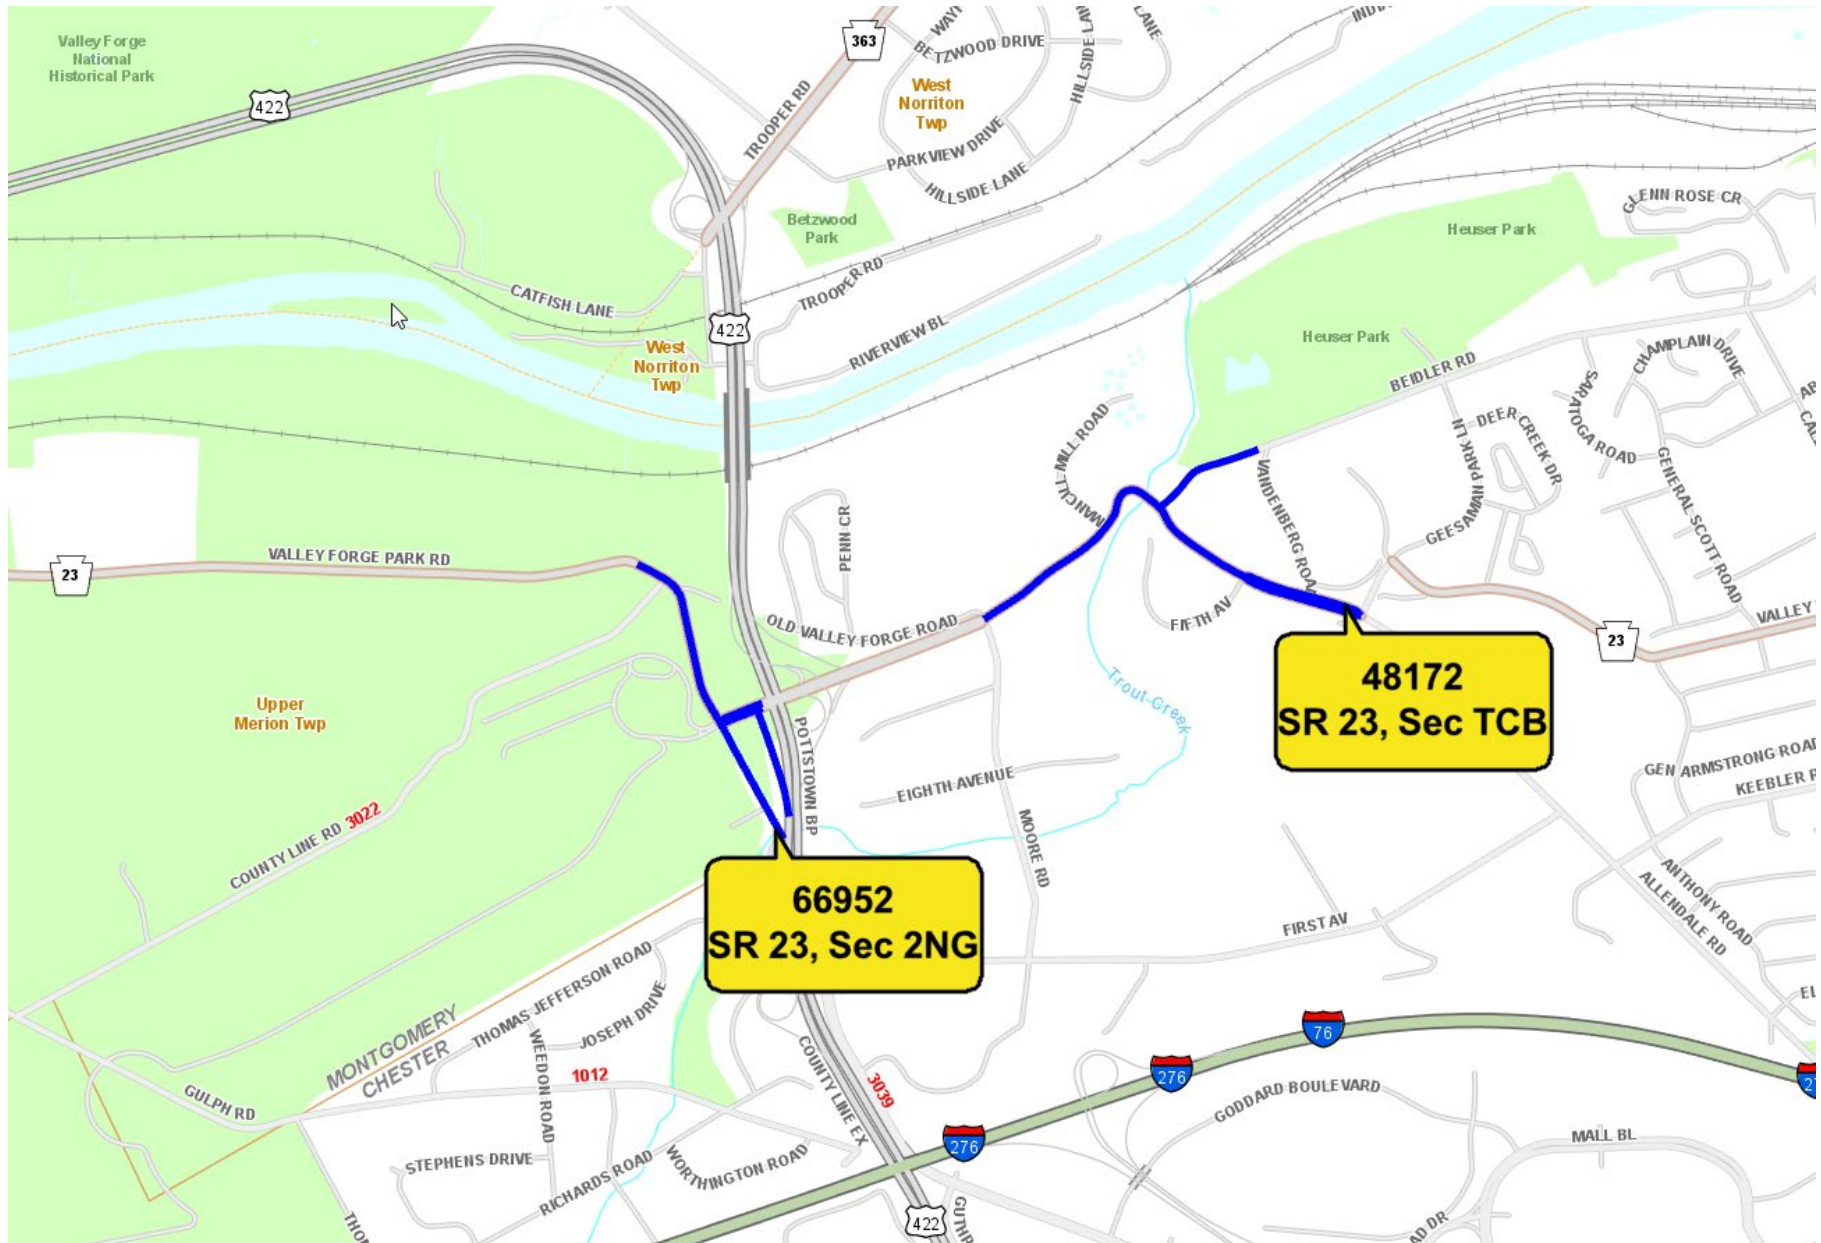 Valley Forge
National
Historical Park
422
363
TROOPER RD
BETZWOOD DRIVE
HILLSIDE LANE
LANE
West
Norriton
Twp
PARKVIEW DRIVE
HILLSIDE LANE
Betzwood
Park
GLENN ROSE CR
Heuser Park
CATFISH LANE
TROOPER RD
422
RIVERVIEW BL
Heuser Park
West
Norriton
Twp
BEIDLER RD
CHAMPLAIN DRIVE
SARATOGA ROAD
DEER CREEK DR
GEESAMAN PARK LN
GENERAL SCOTT ROAD
MANCILL MILL ROAD
VANDENBERG ROAD
23
VALLEY FORGE PARK RD
PENN CR
OLD VALLEY FORGE ROAD
FIFTH AV
VALLEY
23
48172
SR 23, Sec TCB
Trout Creek
Upper
Merion Twp
POTTSTOWN BP
EIGHTH AVENUE
MOORE RD
GEN ARMSTRONG ROAD
KEEBLER R
COUNTY LINE RD 3022
66952
SR 23, Sec 2NG
FIRST AV
ANTHONY ROAD
ALLENDALE RD
THOMAS JEFFERSON ROAD
JOSEPH DRIVE
WEEDON ROAD
MONTGOMERY
CHESTER
1012
GULPH RD
COUNTY LINE EX
3039
76
276
276
GODDARD BOULEVARD
MALL BL
STEPHENS DRIVE
RICHARDS ROAD
WORTHINGTON ROAD
422